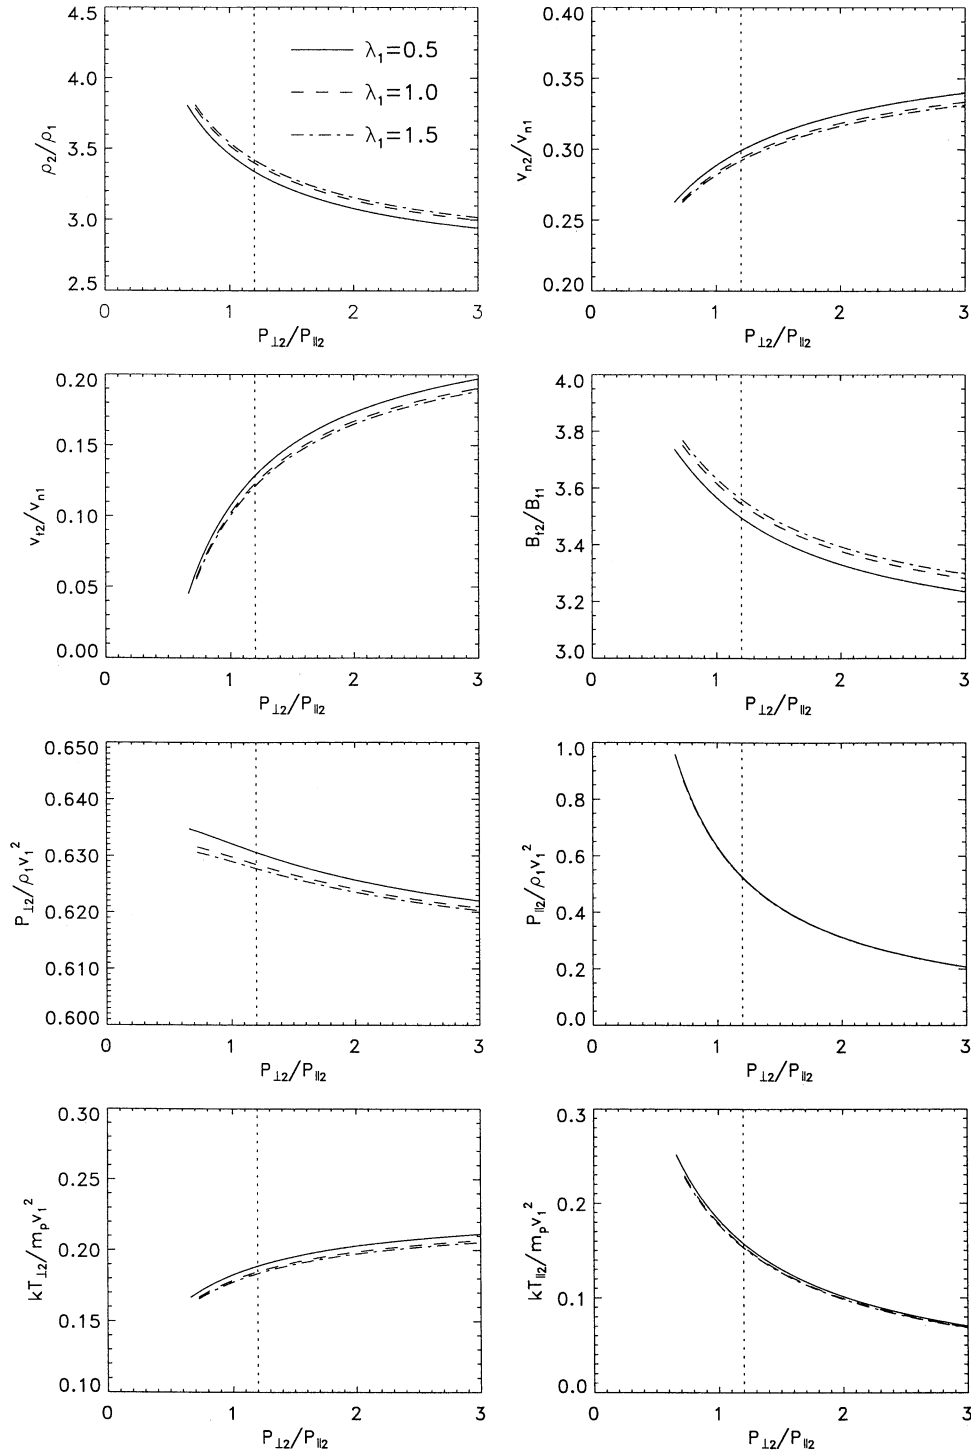 4.5
4.0
3.5
3.0
2.5
ρ₂/ρ₁
λ₁=0.5
λ₁=1.0
λ₁=1.5
0 1 2 3
P⊥2/P∥2
0.40
0.35
0.30
0.25
0.20
vn2/vn1
0 1 2 3
P⊥2/P∥2
0.20
0.15
0.10
0.05
0.00
vt2/vn1
0 1 2 3
P⊥2/P∥2
4.0
3.8
3.6
3.4
3.2
3.0
Bt2/Bt1
0 1 2 3
P⊥2/P∥2
0.650
0.640
0.630
0.620
0.610
0.600
P⊥2/ρ₁v₁²
0 1 2 3
P⊥2/P∥2
1.0
0.8
0.6
0.4
0.2
0.0
P∥2/ρ₁v₁²
0 1 2 3
P⊥2/P∥2
0.30
0.25
0.20
0.15
0.10
kT⊥2/mpv₁²
0 1 2 3
P⊥2/P∥2
0.3
0.2
0.1
0.0
kT∥2/mpv₁²
0 1 2 3
P⊥2/P∥2